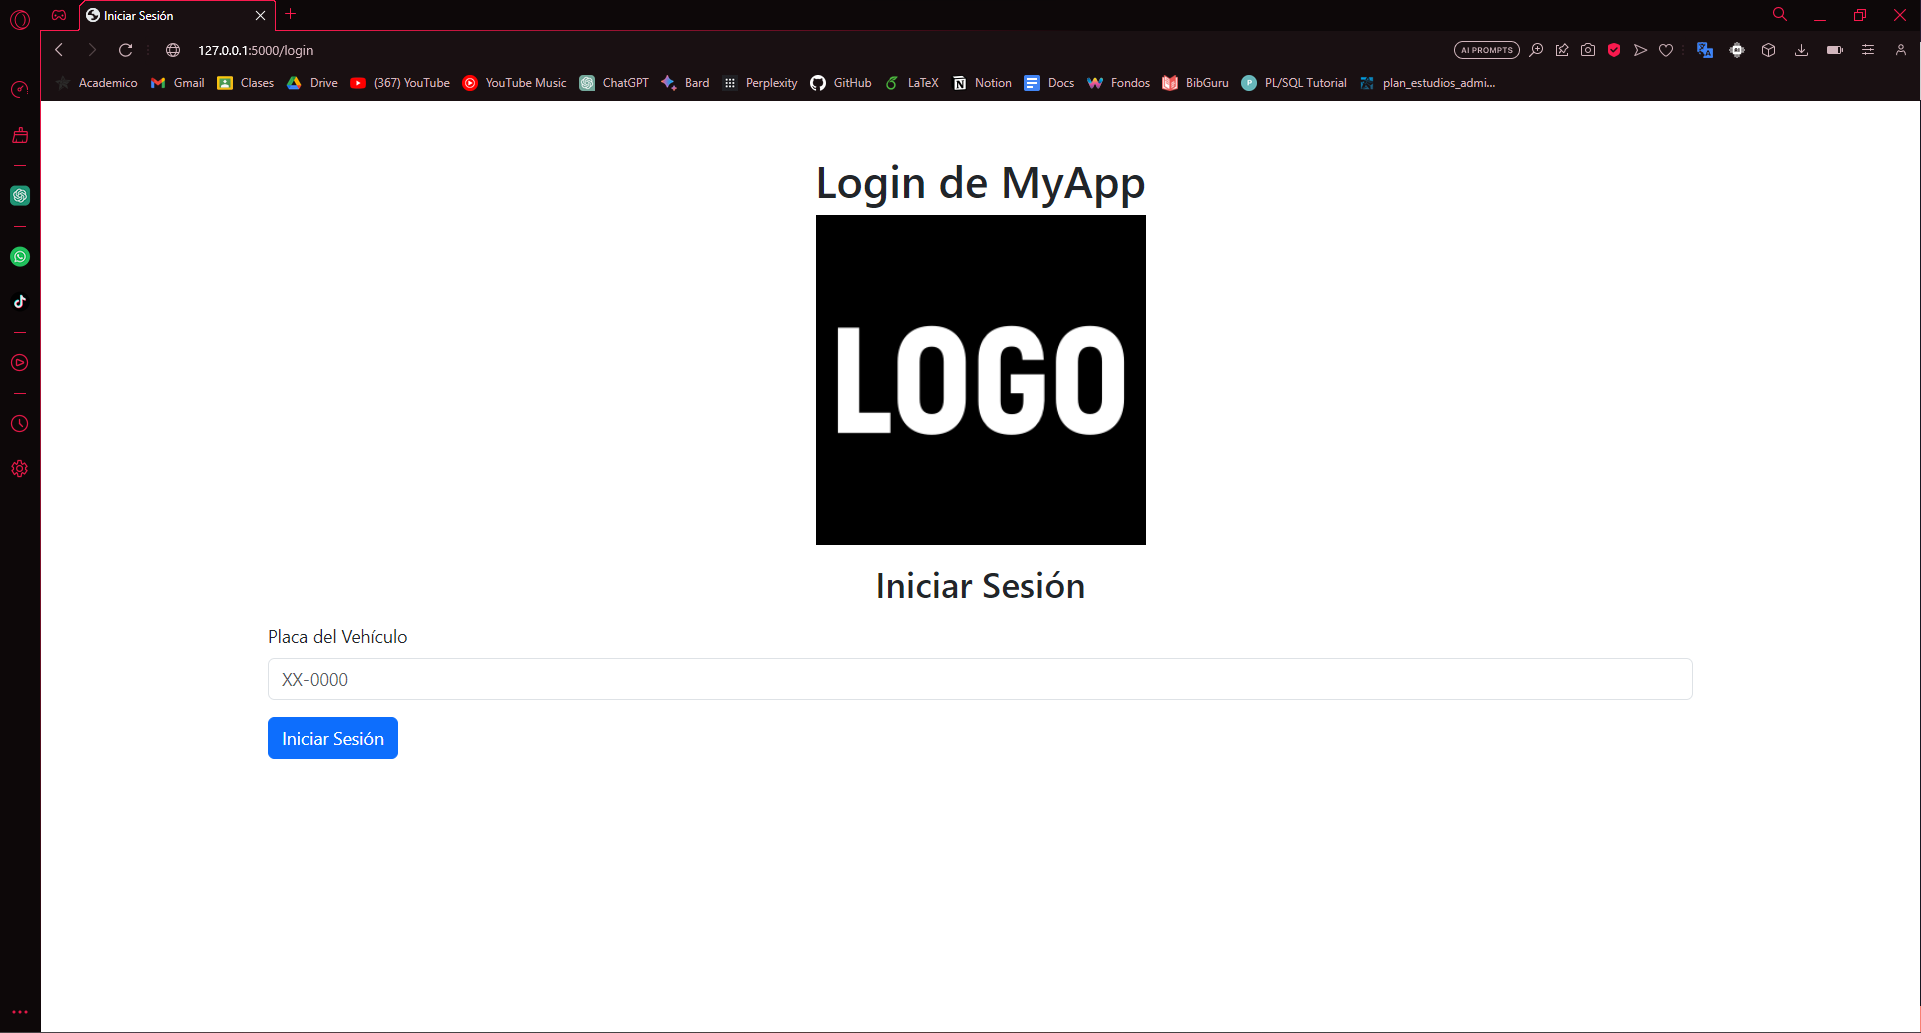 Iniciar Sesión
127.0.0.1:5000/login
AI PROMPTS
Academico Gmail Clases Drive (367) YouTube YouTube Music ChatGPT Bard Perplexity GitHub LaTeX Notion Docs Fondos BibGuru PL/SQL Tutorial plan_estudios_admi...
Login de MyApp
LOGO
Iniciar Sesión
Placa del Vehículo
XX-0000
Iniciar Sesión